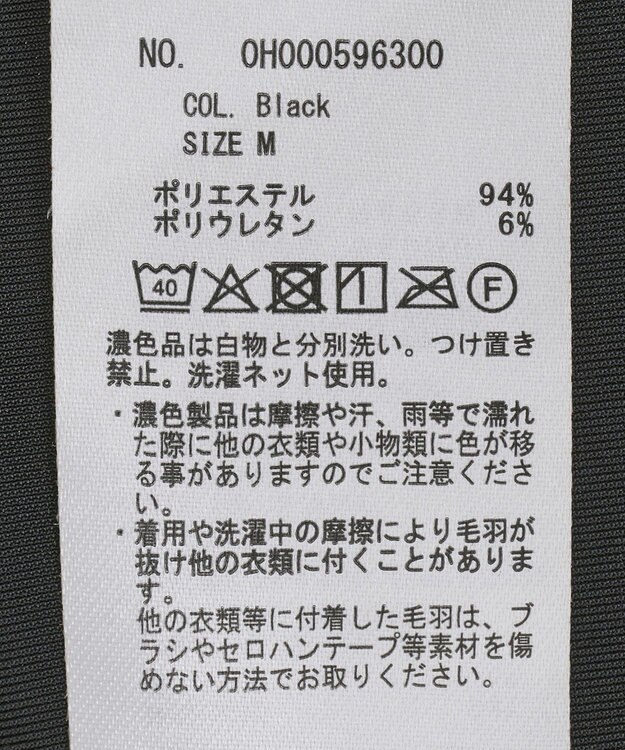 NO. OH000596300
COL. Black
SIZE M
ポリエステル 94%
ポリウレタン 6%
40 F
濃色品は白物と分別洗い。つけ置き
禁止。洗濯ネット使用。
・濃色製品は摩擦や汗、雨等で濡れ
た際に他の衣類や小物類に色が移
る事がありますのでご注意くださ
い。
・着用や洗濯中の摩擦により毛羽が
抜け他の衣類に付くことがありま
す。
他の衣類等に付着した毛羽は、ブ
ラシやセロハンテープ等素材を傷
めない方法でお取りください。